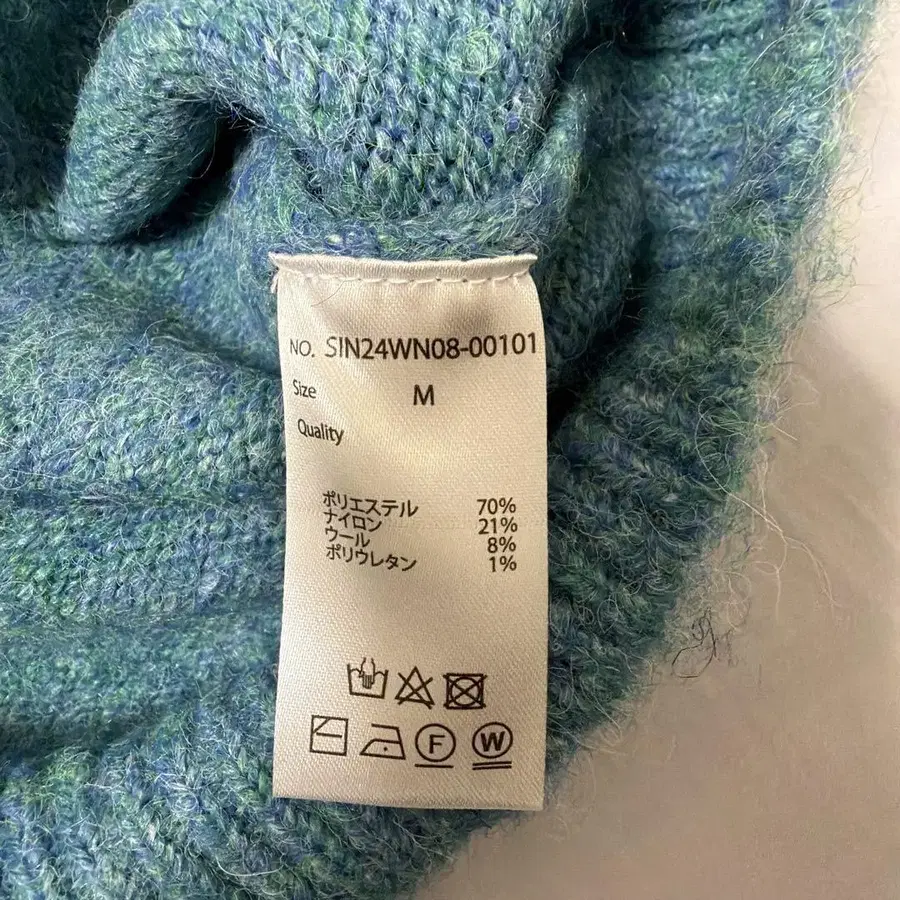 NO. SIN24WN08-00101
Size M
Quality
ポリエステル 70%
ナイロン 21%
ウール 8%
ポリウレタン 1%
F W